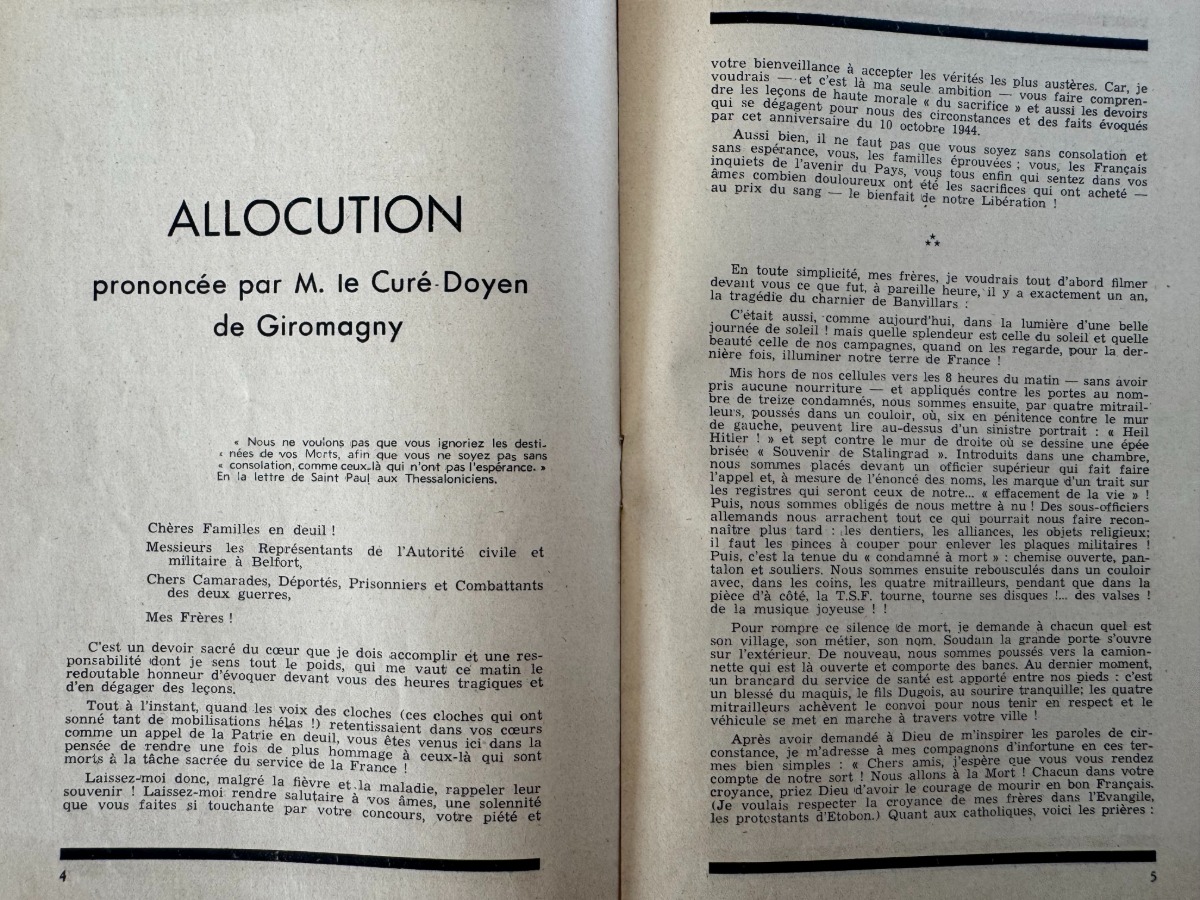 ALLOCUTION
prononcée par M. le Curé-Doyen
de Giromagny
« Nous ne voulons pas que vous ignoriez les desti-
« nées de vos Morts, afin que vous ne soyez pas sans
« consolation, comme ceux-là qui n'ont pas l'espérance. »
En la lettre de Saint Paul aux Thessaloniciens.
Chères Familles en deuil !
Messieurs les Représentants de l'Autorité civile et
militaire à Belfort,
Chers Camarades, Déportés, Prisonniers et Combattants
des deux guerres,
Mes Frères !
C'est un devoir sacré du cœur que je dois accomplir et une res-
ponsabilité dont je sens tout le poids, qui me vaut ce matin le
redoutable honneur d'évoquer devant vous des heures tragiques et
d'en dégager des leçons.
Tout à l'instant, quand les voix des cloches (ces cloches qui ont
sonné tant de mobilisations hélas !) retentissaient dans vos cœurs
comme un appel de la Patrie en deuil, vous êtes venus ici dans la
pensée de rendre une fois de plus hommage à ceux-là qui sont
morts à la tâche sacrée du service de la France !
Laissez-moi donc, malgré la fièvre et la maladie, rappeler leur
souvenir ! Laissez-moi rendre salutaire à vos âmes, une solennité
que vous faites si touchante par votre concours, votre piété et
4
votre bienveillance à accepter les vérités les plus austères. Car, je
voudrais — et c'est là ma seule ambition — vous faire compren-
dre les leçons de haute morale « du sacrifice » et aussi les devoirs
qui se dégagent pour nous des circonstances et des faits évoqués
par cet anniversaire du 10 octobre 1944.
Aussi bien, il ne faut pas que vous soyez sans consolation et
sans espérance, vous, les familles éprouvées ; vous, les Français
inquiets de l'avenir du Pays, vous tous enfin qui sentez dans vos
âmes combien douloureux ont été les sacrifices qui ont acheté —
au prix du sang — le bienfait de notre Libération !
⁂
En toute simplicité, mes frères, je voudrais tout d'abord filmer
devant vous ce que fut, à pareille heure, il y a exactement un an,
la tragédie du charnier de Banvillars :
C'était aussi, comme aujourd'hui, dans la lumière d'une belle
journée de soleil ! mais quelle splendeur est celle du soleil et quelle
beauté celle de nos campagnes, quand on les regarde, pour la der-
nière fois, illuminer notre terre de France !
Mis hors de nos cellules vers les 8 heures du matin — sans avoir
pris aucune nourriture — et appliqués contre les portes au nom-
bre de treize condamnés, nous sommes ensuite, par quatre mitrail-
leurs, poussés dans un couloir, où, six en pénitence contre le mur
de gauche, peuvent lire au-dessus d'un sinistre portrait : « Heil
Hitler ! » et sept contre le mur de droite où se dessine une épée
brisée « Souvenir de Stalingrad ». Introduits dans une chambre,
nous sommes placés devant un officier supérieur qui fait faire
l'appel et, à mesure de l'énoncé des noms, les marque d'un trait sur
les registres qui seront ceux de notre... « effacement de la vie » !
Puis, nous sommes obligés de nous mettre à nu ! Des sous-officiers
allemands nous arrachent tout ce qui pourrait nous faire recon-
naître plus tard : les dentiers, les alliances, les objets religieux;
il faut les pinces à couper pour enlever les plaques militaires !
Puis, c'est la tenue du « condamné à mort » : chemise ouverte, pan-
talon et souliers. Nous sommes ensuite rebousculés dans un couloir
avec, dans les coins, les quatre mitrailleurs, pendant que dans la
pièce d'à côté, la T.S.F. tourne, tourne ses disques !... des valses !
de la musique joyeuse ! !
Pour rompre ce silence de mort, je demande à chacun quel est
son village, son métier, son nom. Soudain la grande porte s'ouvre
sur l'extérieur. De nouveau, nous sommes poussés vers la camion-
nette qui est là ouverte et comporte des bancs. Au dernier moment,
un brancard du service de santé est apporté entre nos pieds : c'est
un blessé du maquis, le fils Dugois, au sourire tranquille; les quatre
mitrailleurs achèvent le convoi pour nous tenir en respect et le
véhicule se met en marche à travers votre ville !
Après avoir demandé à Dieu de m'inspirer les paroles de cir-
constance, je m'adresse à mes compagnons d'infortune en ces ter-
mes bien simples : « Chers amis, j'espère que vous vous rendez
compte de notre sort ! Nous allons à la Mort ! Chacun dans votre
croyance, priez Dieu d'avoir le courage de mourir en bon Français.
(Je voulais respecter la croyance de mes frères dans l'Evangile,
les protestants d'Etobon.) Quant aux catholiques, voici les prières :
5